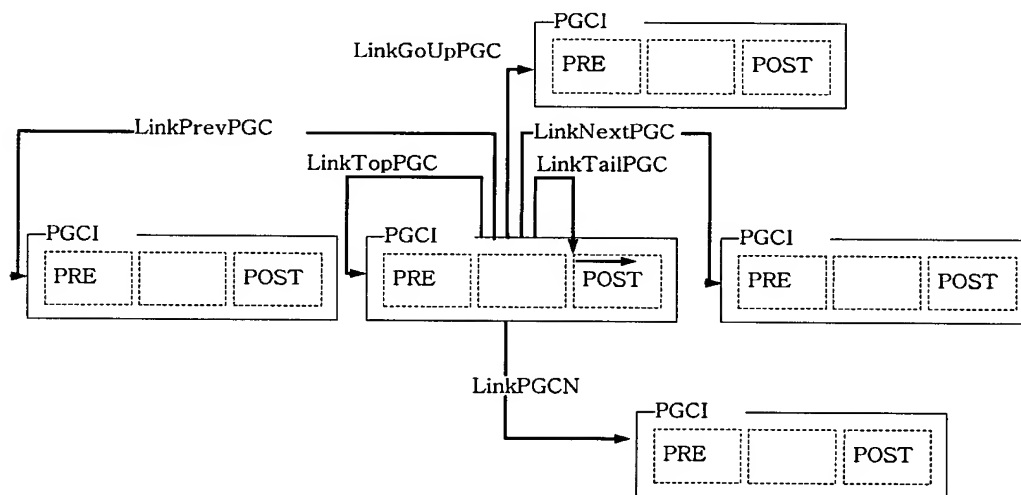 PGCI
LinkGoUpPGC
PRE
POST
LinkPrevPGC
LinkNextPGC
LinkTopPGC
LinkTailPGC
PGCI
PRE
POST
PGCI
PRE
POST
PGCI
PRE
POST
LinkPGCN
PGCI
PRE
POST